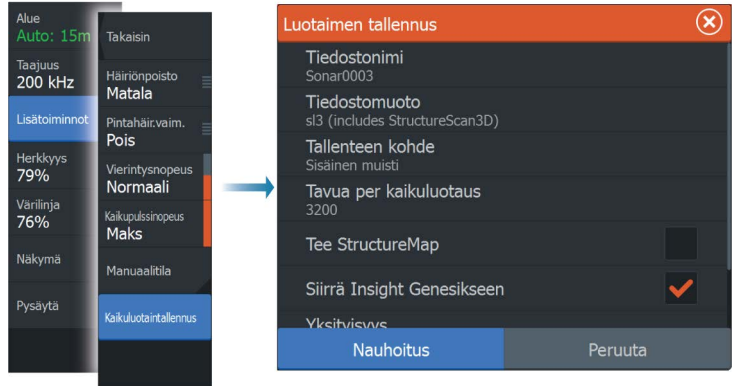 Alue
Auto: 15m
Taajuus
200 kHz
Lisätoiminnot
Herkkyys
79%
Värilinja
76%
Näkymä
Pysäytä
Takaisin
Häiriönpoisto
Matala
Pintahäir.vaim.
Pois
Vierintysnopeus
Normaali
Kaikupulssinopeus
Maks
Manuaalitila
Kaikuluotaintallennus
Luotaimen tallennus
Tiedostonimi
Sonar0003
Tiedostomuoto
sl3 (includes StructureScan3D)
Tallenteen kohde
Sisäinen muisti
Tavua per kaikuluotaus
3200
Tee StructureMap
Siirrä Insight Genesikseen
Yksityisyys
Nauhoitus
Peruuta